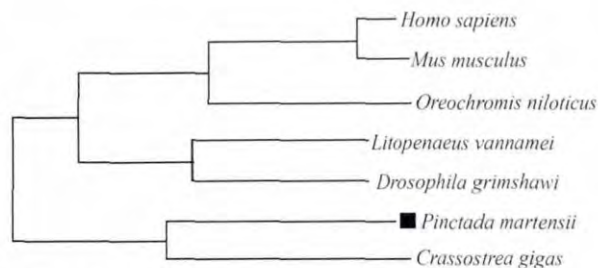 Homo sapiens
Mus musculus
Oreochromis niloticus
Litopenaeus vannamei
Drosophila grimshawi
Pinctada martensii
Crassostrea gigas